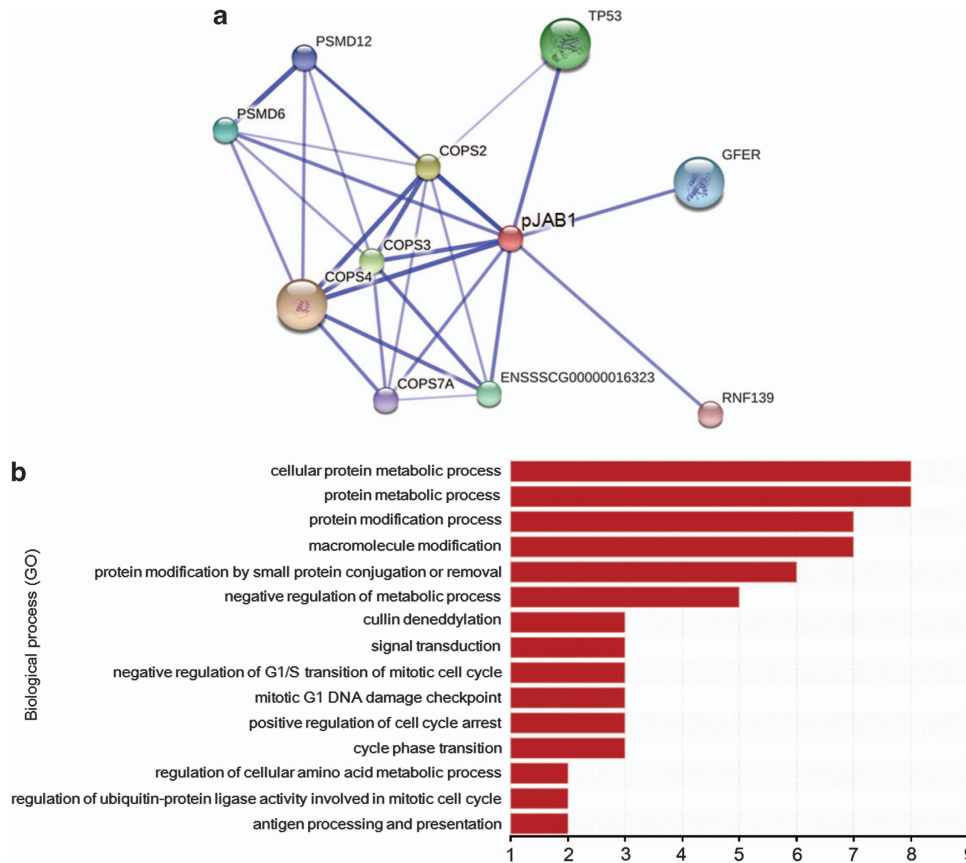 a
PSMD12
TP53
PSMD6
COPS2
GFER
pJAB1
COPS3
COPS4
COPS7A
ENSSSCG00000016323
RNF139
b
Biological process (GO)
cellular protein metabolic process
protein metabolic process
protein modification process
macromolecule modification
protein modification by small protein conjugation or removal
negative regulation of metabolic process
cullin deneddylation
signal transduction
negative regulation of G1/S transition of mitotic cell cycle
mitotic G1 DNA damage checkpoint
positive regulation of cell cycle arrest
cycle phase transition
regulation of cellular amino acid metabolic process
regulation of ubiquitin-protein ligase activity involved in mitotic cell cycle
antigen processing and presentation
1 2 3 4 5 6 7 8 9